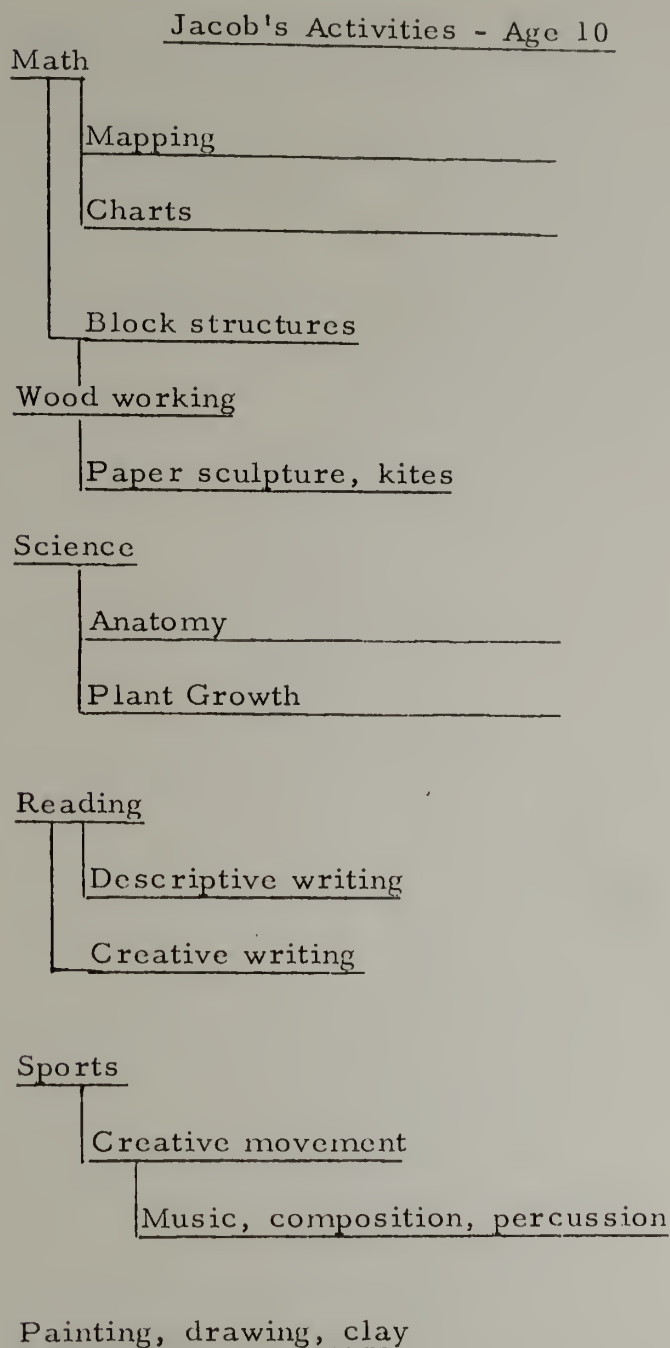 Jacob's Activities - Age 10
Math
Mapping
Charts
Block structures
Wood working
Paper sculpture, kites
Science
Anatomy
Plant Growth
Reading
Descriptive writing
Creative writing
Sports
Creative movement
Music, composition, percussion
Painting, drawing, clay